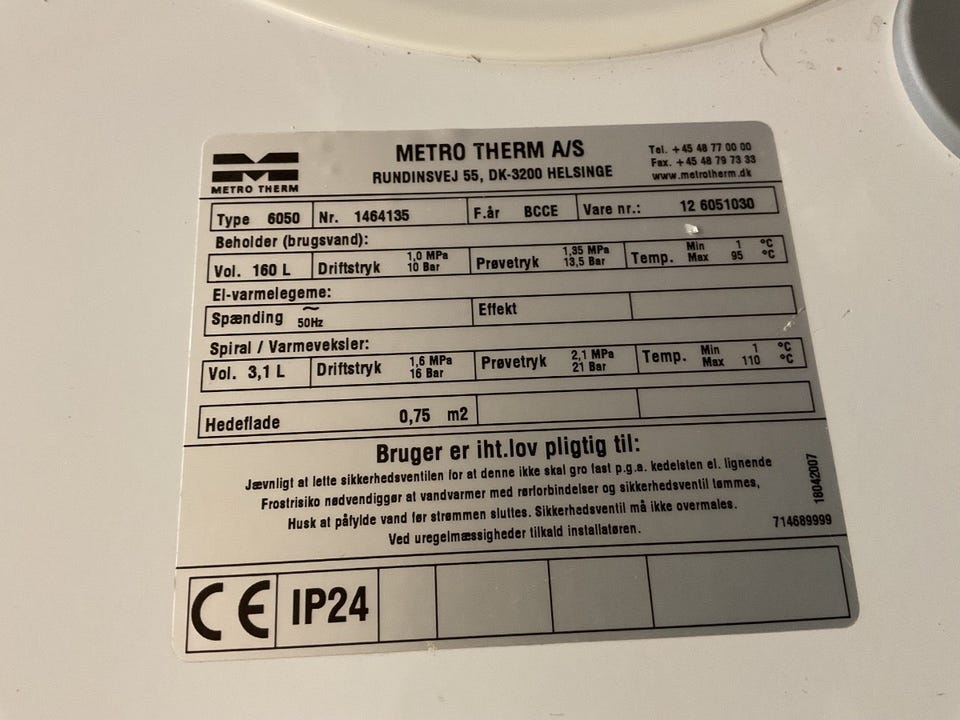 METRO THERM
METRO THERM A/S
RUNDINSVEJ 55, DK-3200 HELSINGE
Tel. +45 48 77 00 00
Fax. +45 48 79 73 33
www.metrotherm.dk
Type 6050 Nr. 1464135 F.år BCCE Vare nr.: 12 6051030
Beholder (brugsvand):
Vol. 160 L Driftstryk 1,0 MPa 10 Bar Prøvetryk 1,35 MPa 13,5 Bar Temp. Min 1 °C Max 95 °C
El-varmelegeme:
Spænding ~ 50Hz Effekt
Spiral / Varmeveksler:
Vol. 3,1 L Driftstryk 1,6 MPa 16 Bar Prøvetryk 2,1 MPa 21 Bar Temp. Min 1 °C Max 110 °C
Hedeflade 0,75 m2
Bruger er iht.lov pligtig til:
Jævnligt at lette sikkerhedsventilen for at denne ikke skal gro fast p.g.a. kedelsten el. lignende
Frostrisiko nødvendiggør at vandvarmer med rørforbindelser og sikkerhedsventil tømmes,
Husk at påfylde vand før strømmen sluttes. Sikkerhedsventil må ikke overmales.
Ved uregelmæssigheder tilkald installatøren.
18042007
714689999
CE IP24